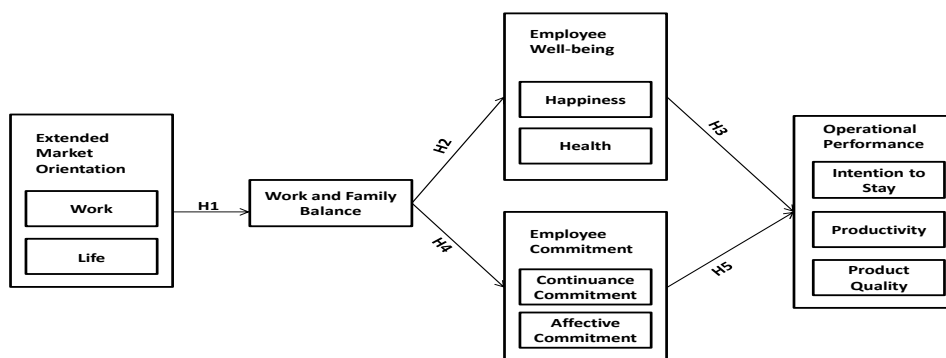 Extended
Market
Orientation
Work
Life
H1
Work and Family
Balance
H2
H4
Employee
Well-being
Happiness
Health
Employee
Commitment
Continuance
Commitment
Affective
Commitment
H3
H5
Operational
Performance
Intention to
Stay
Productivity
Product
Quality